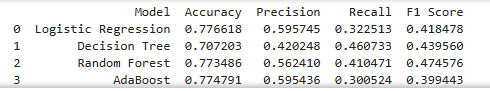 Model Accuracy Precision Recall F1 Score
0 Logistic Regression 0.776618 0.595745 0.322513 0.418478
1 Decision Tree 0.707203 0.420248 0.460733 0.439560
2 Random Forest 0.773486 0.562410 0.410471 0.474576
3 AdaBoost 0.774791 0.595436 0.300524 0.399443